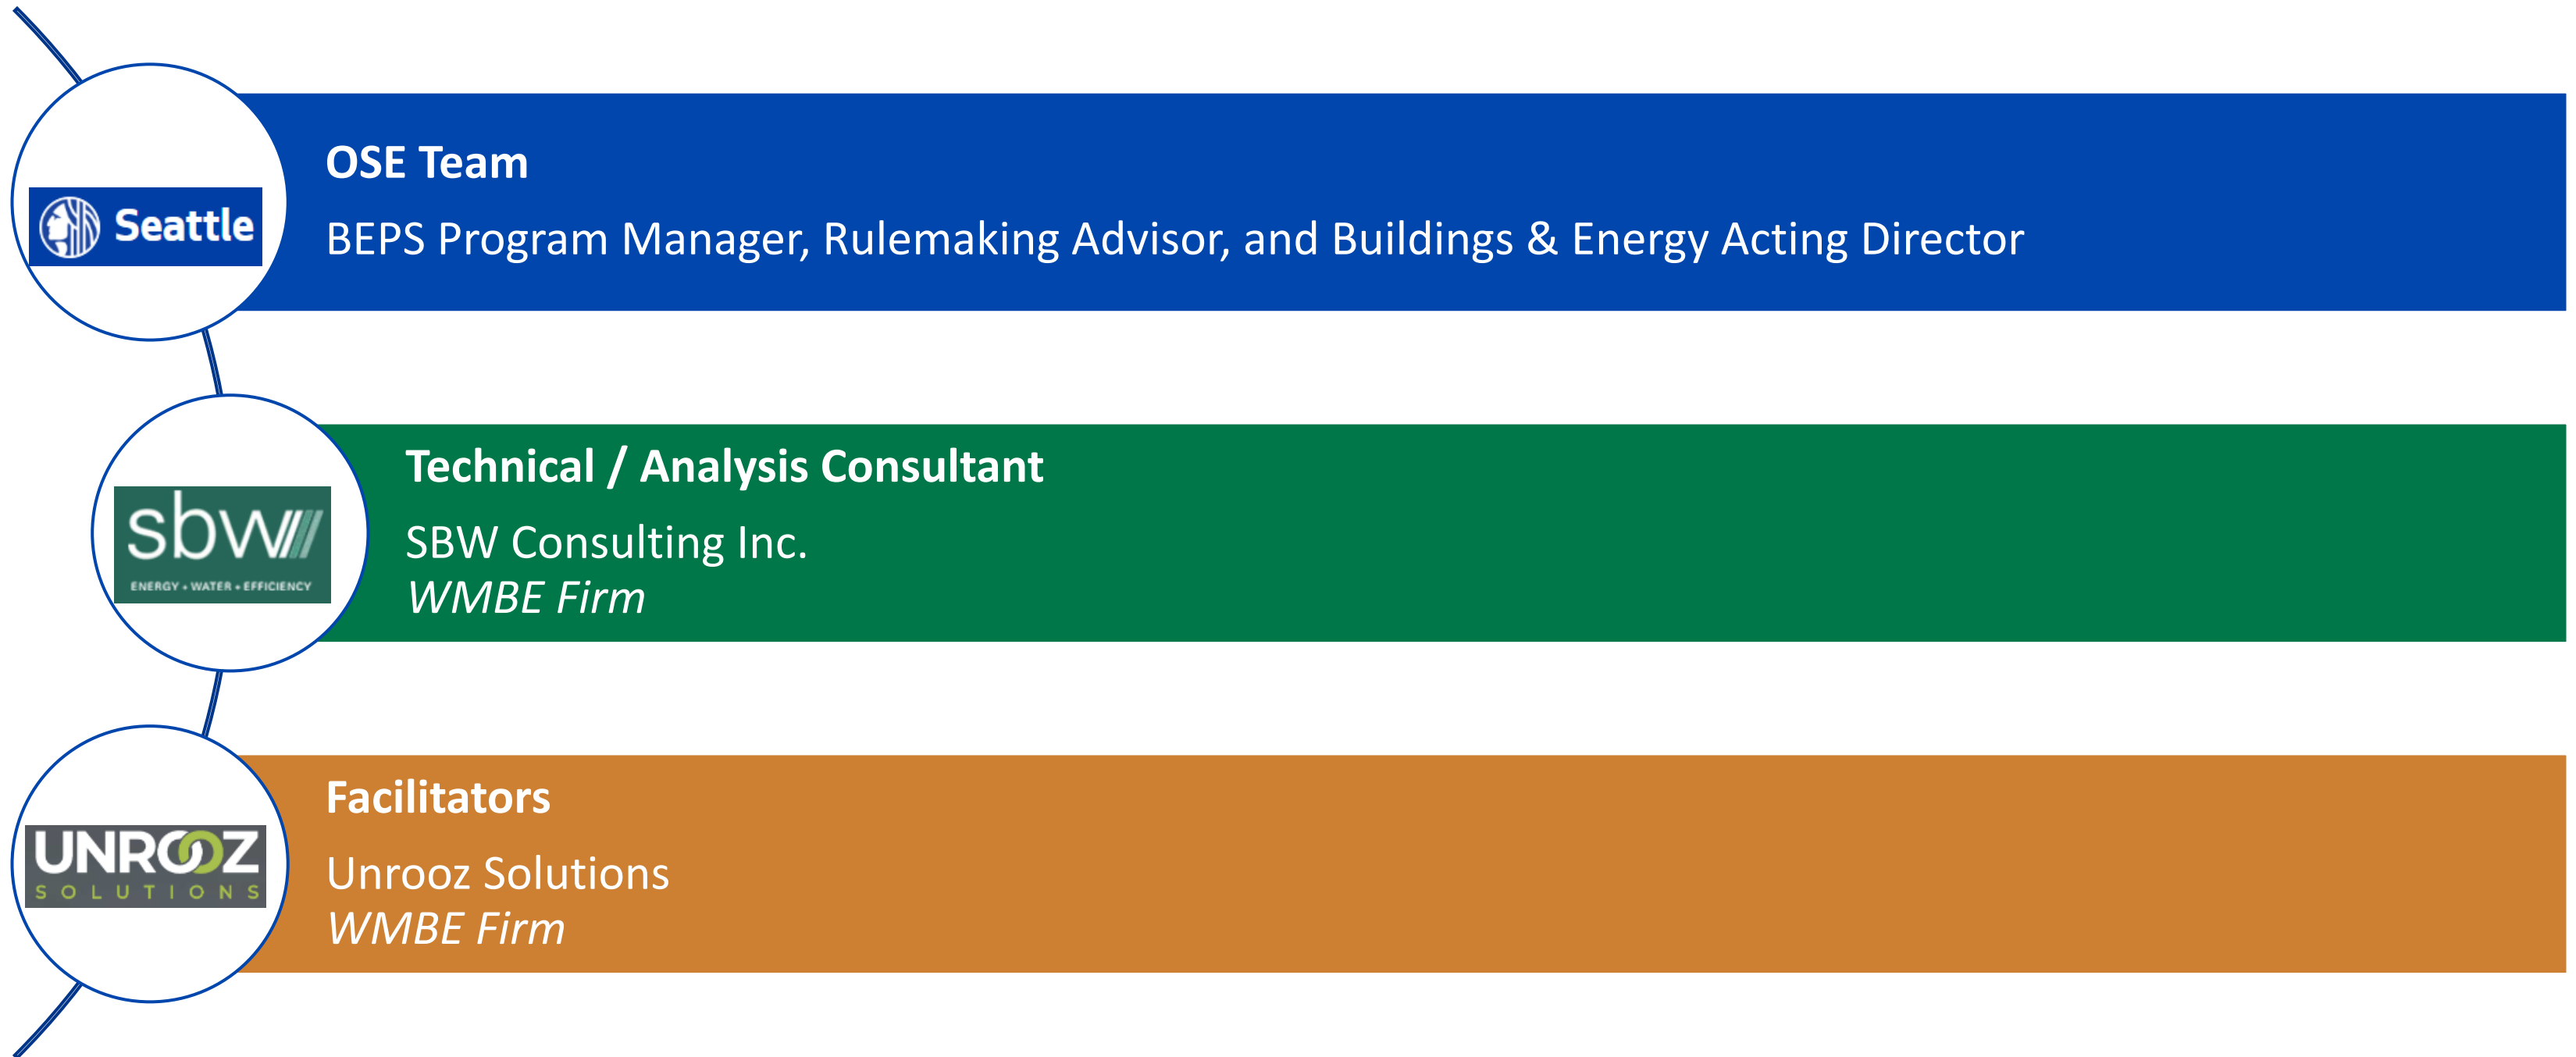 Seattle
OSE Team
BEPS Program Manager, Rulemaking Advisor, and Buildings & Energy Acting Director
sbw
ENERGY + WATER + EFFICIENCY
Technical / Analysis Consultant
SBW Consulting Inc.
WMBE Firm
UNROOZ
SOLUTIONS
Facilitators
Unrooz Solutions
WMBE Firm